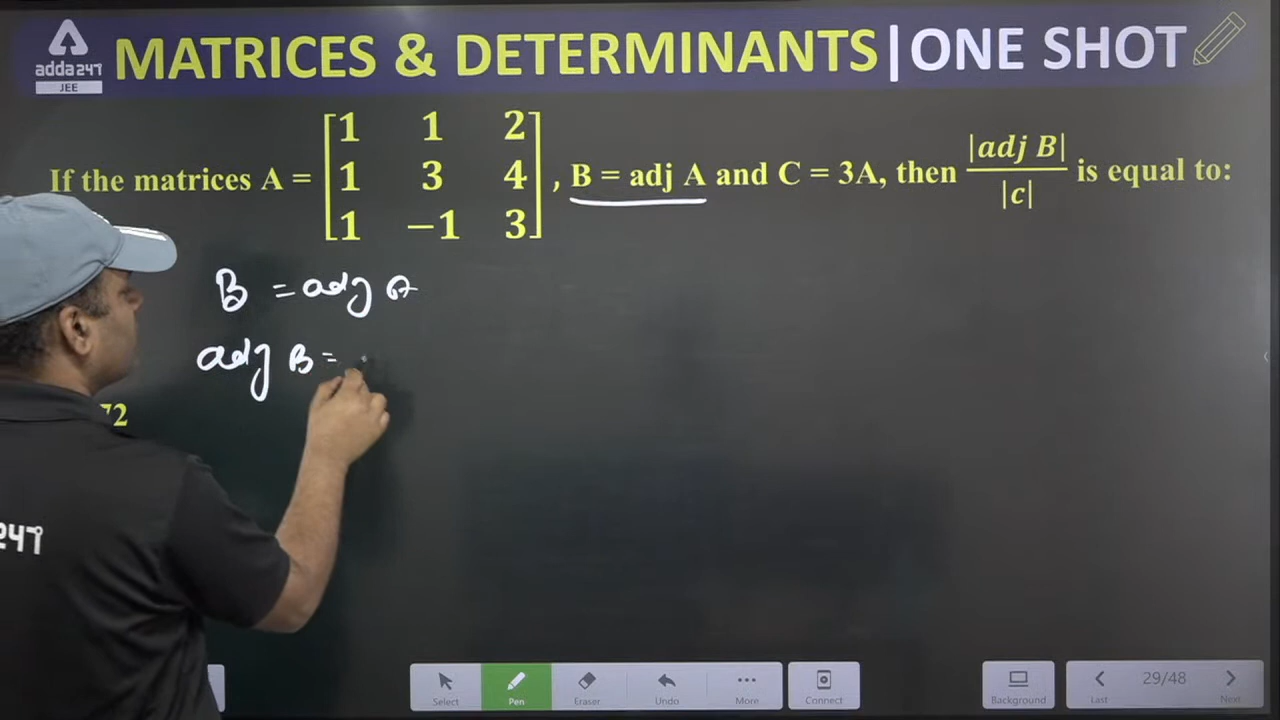 adda247
JEE
MATRICES & DETERMINANTS|ONE SHOT
If the matrices A = [1 1 2
1 3 4
1 −1 3], B = adj A and C = 3A, then |adj B| / |c| is equal to:
B = adj A
adj B =
72
247
Select
Pen
Eraser
Undo
More
Connect
Background
Last
29/48
Next